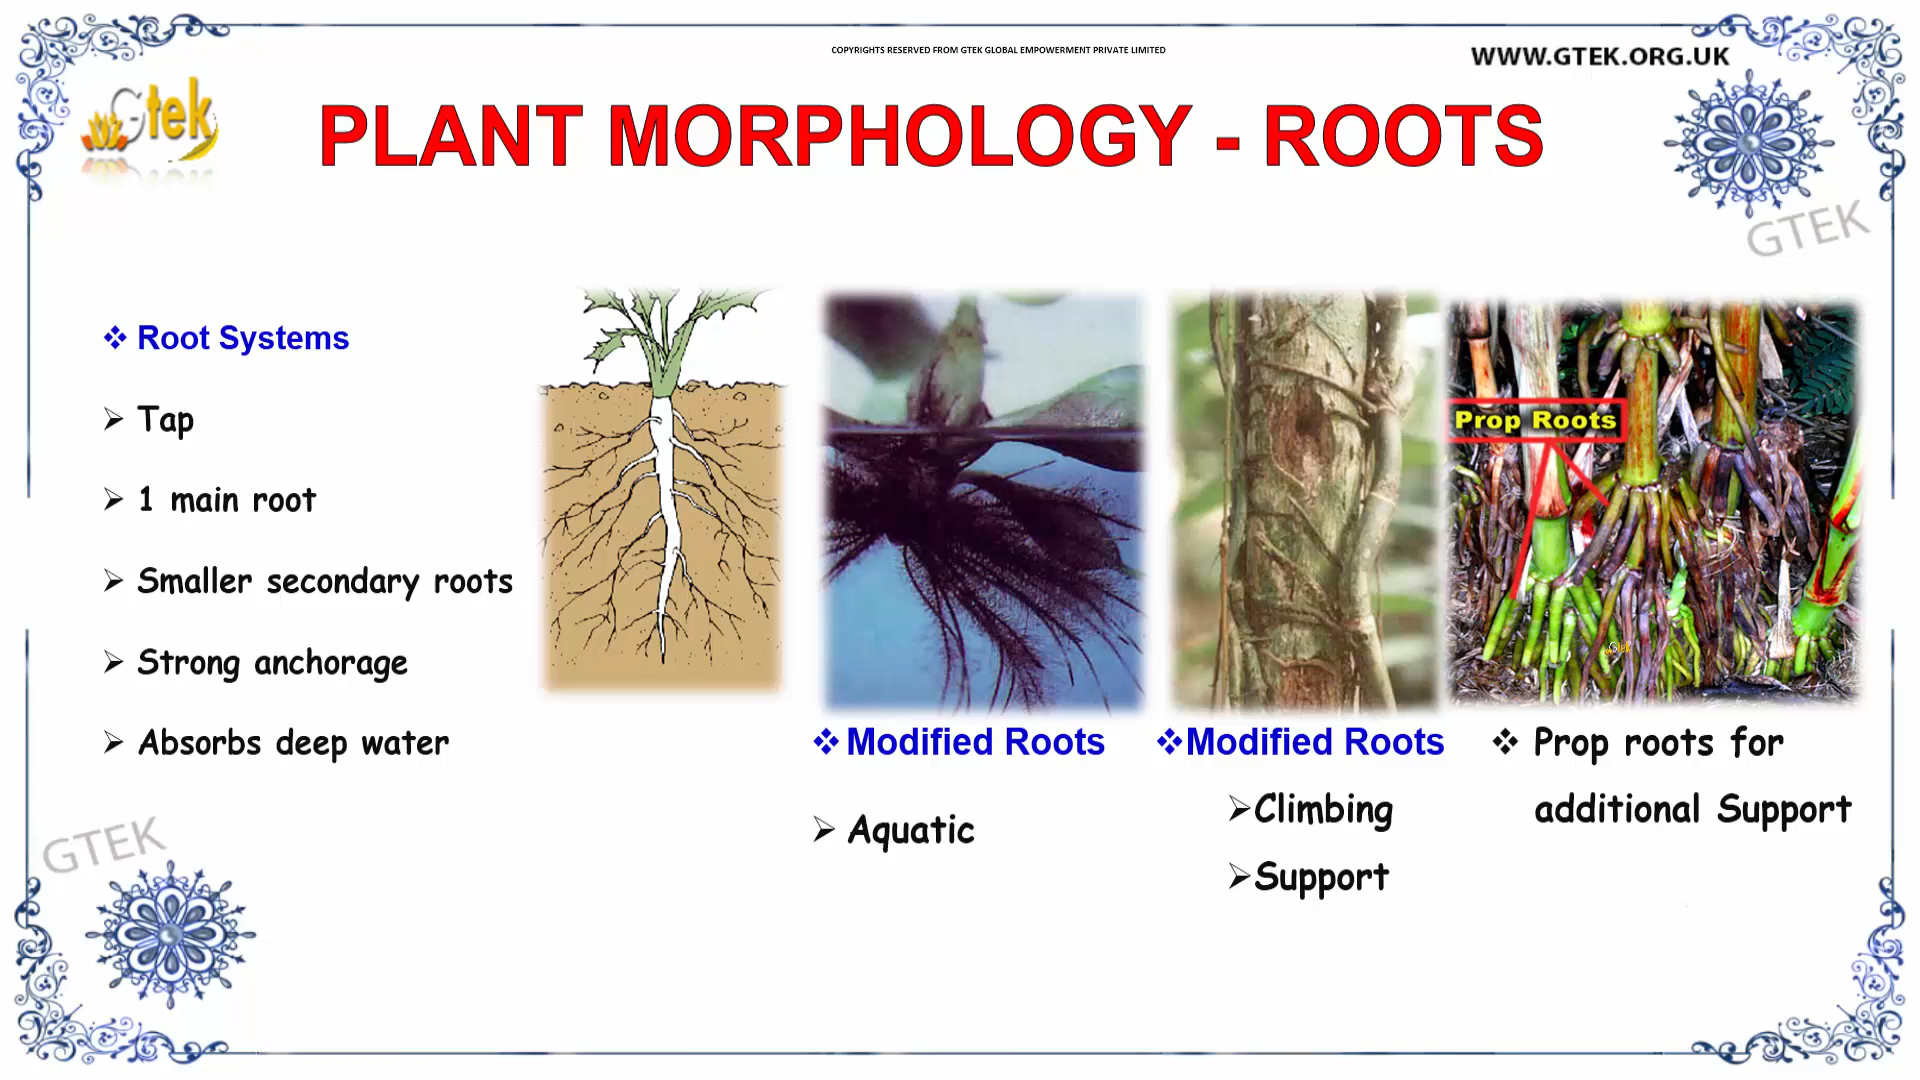 COPYRIGHTS RESERVED FROM GTEK GLOBAL EMPOWERMENT PRIVATE LIMITED
WWW.GTEK.ORG.UK
Gtek
PLANT MORPHOLOGY - ROOTS
GTEK
Root Systems
Tap
1 main root
Smaller secondary roots
Strong anchorage
Absorbs deep water
Prop Roots
Gtek
Modified Roots
Aquatic
Modified Roots
Climbing
Support
Prop roots for
additional Support
GTEK